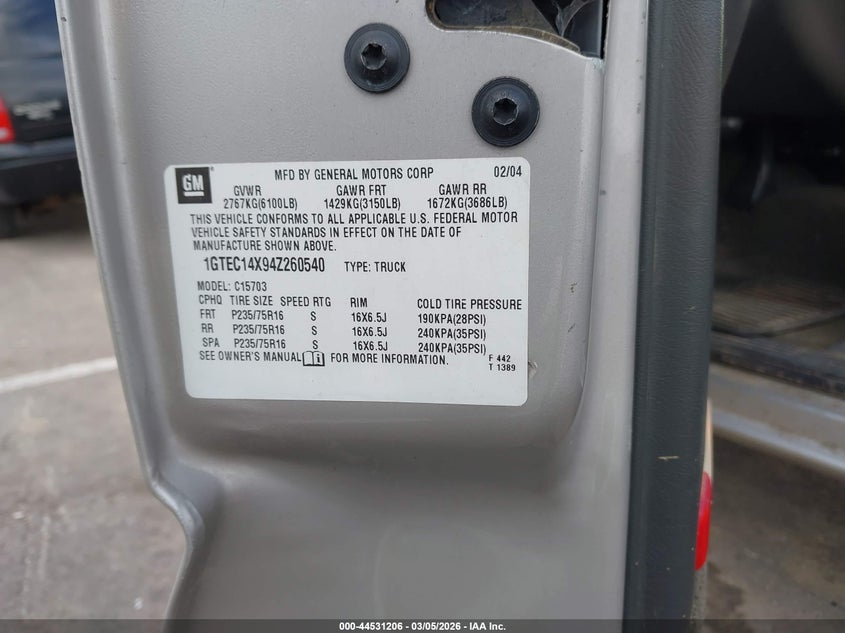 GM
MFD BY GENERAL MOTORS CORP 02/04
GVWR GAWR FRT GAWR RR
2767KG(6100LB) 1429KG(3150LB) 1672KG(3686LB)
THIS VEHICLE CONFORMS TO ALL APPLICABLE U.S. FEDERAL MOTOR
VEHICLE SAFETY STANDARDS IN EFFECT ON THE DATE OF
MANUFACTURE SHOWN ABOVE.
1GTEC14X94Z260540 TYPE: TRUCK
MODEL: C15703
CPHQ TIRE SIZE SPEED RTG RIM COLD TIRE PRESSURE
FRT P235/75R16 S 16X6.5J 190KPA(28PSI)
RR P235/75R16 S 16X6.5J 240KPA(35PSI)
SPA P235/75R16 S 16X6.5J 240KPA(35PSI)
SEE OWNER'S MANUAL i FOR MORE INFORMATION.
F 442
T 1389
000-44531206 - 03/05/2026 - IAA Inc.